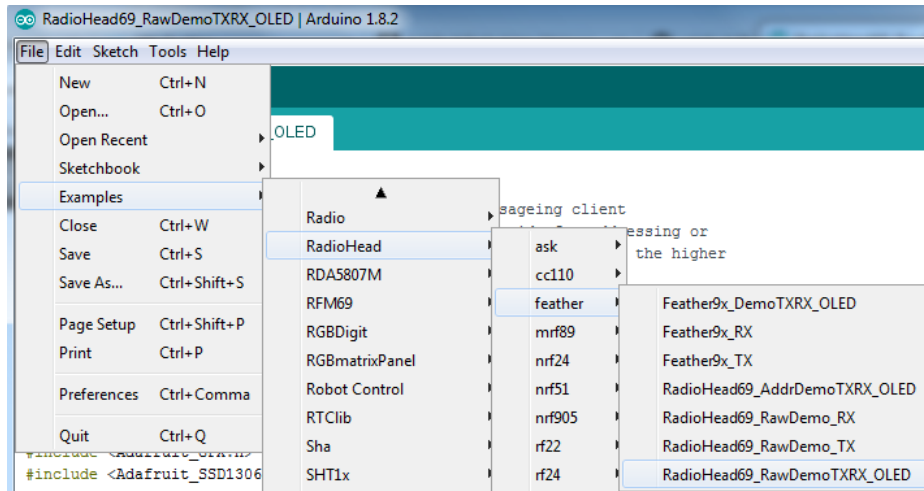 RadioHead69_RawDemoTXRX_OLED | Arduino 1.8.2
File Edit Sketch Tools Help
New Ctrl+N
Open... Ctrl+O
Open Recent
Sketchbook
Examples
Close Ctrl+W
Save Ctrl+S
Save As... Ctrl+Shift+S
Page Setup Ctrl+Shift+P
Print Ctrl+P
Preferences Ctrl+Comma
Quit Ctrl+Q
_OLED
sageing client
essing or
the higher
Radio
RadioHead
RDA5807M
RFM69
RGBDigit
RGBmatrixPanel
Robot Control
RTClib
Sha
SHT1x
ask
cc110
feather
mrf89
nrf24
nrf51
nrf905
rf22
rf24
Feather9x_DemoTXRX_OLED
Feather9x_RX
Feather9x_TX
RadioHead69_AddrDemoTXRX_OLED
RadioHead69_RawDemo_RX
RadioHead69_RawDemo_TX
RadioHead69_RawDemoTXRX_OLED
#include <Adafruit_SSD1306